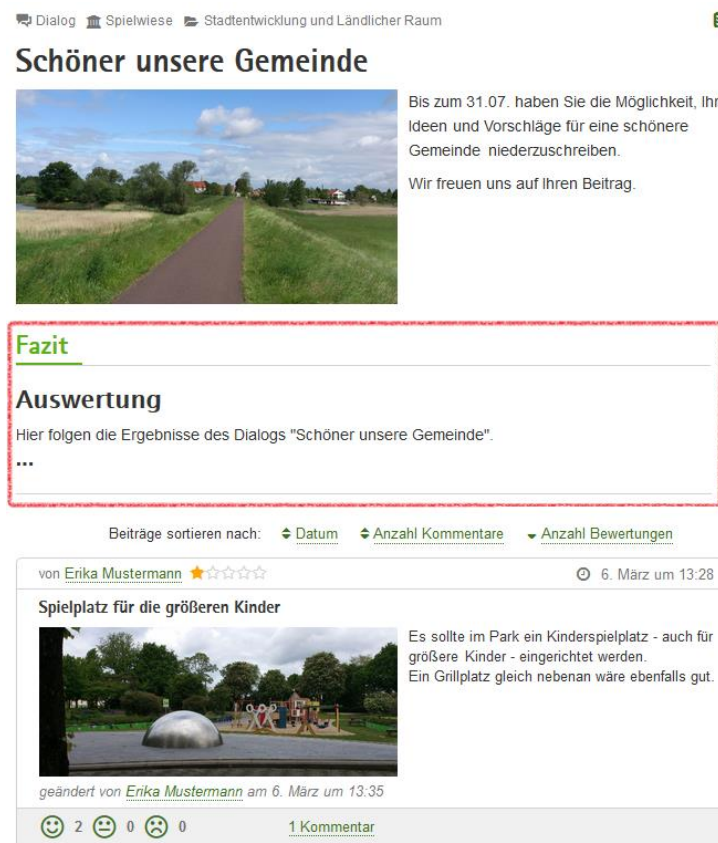 Dialog Spielwiese Stadtentwicklung und Ländlicher Raum
Schöner unsere Gemeinde
Bis zum 31.07. haben Sie die Möglichkeit,
Ideen und Vorschläge für eine schönere
Gemeinde niederzuschreiben.
Wir freuen uns auf Ihren Beitrag.
Fazit
Auswertung
Hier folgen die Ergebnisse des Dialogs "Schöner unsere Gemeinde".
...
Beiträge sortieren nach: Datum Anzahl Kommentare Anzahl Bewertungen
von Erika Mustermann 6. März um 13:28
Spielplatz für die größeren Kinder
Es sollte im Park ein Kinderspielplatz - auch für
größere Kinder - eingerichtet werden.
Ein Grillplatz gleich nebenan wäre ebenfalls gut.
geändert von Erika Mustermann am 6. März um 13:35
2 0 0 1 Kommentar